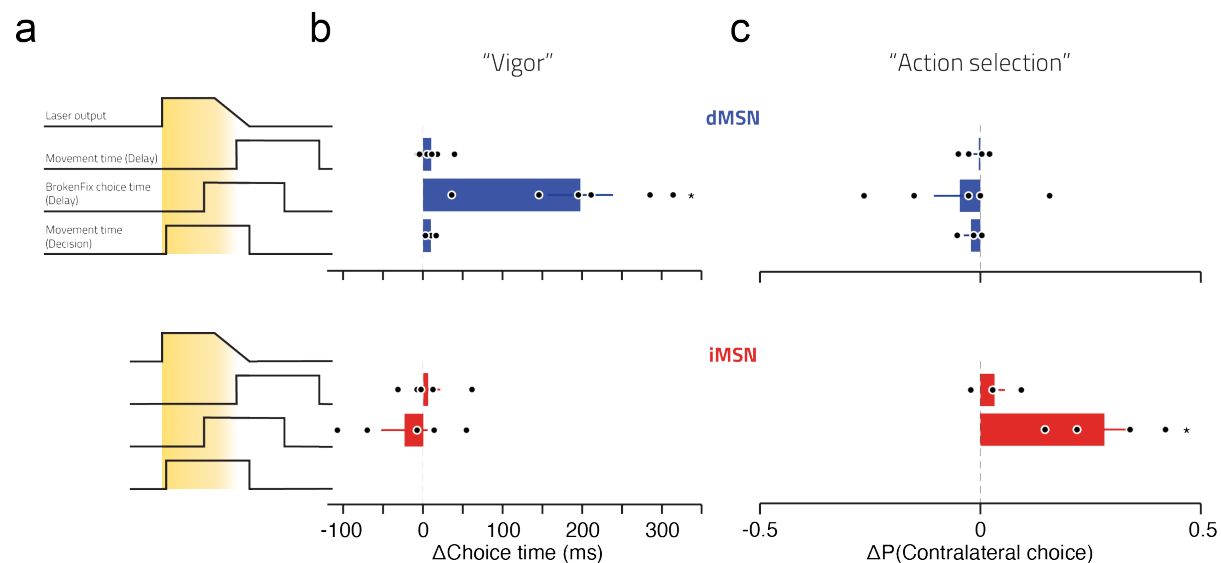 a
b
c
“Vigor”
“Action selection”
Laser output
Movement time (Delay)
BrokenFix choice time
(Delay)
Movement time
(Decision)
dMSN
*
iMSN
*
-100 0 100 200 300
ΔChoice time (ms)
-0.5 0 0.5
ΔP(Contralateral choice)